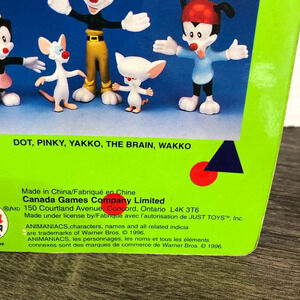 DOT, PINKY, YAKKO, THE BRAIN, WAKKO
Made in China/Fabriqué en Chine
Canada Games Company Limited
®/MD 150 Courtland Avenue, Concord, Ontario L4K 3T6
Made under license by/Fabriqué avec l'autorisation de JUST TOYS™, Inc.
ANIMANIACS, characters, names and all related indicia
are trademarks of Warner Bros. © 1996.
ANIMANIACS, les personnages, les noms et tous les éléments
connexes sont des marques de commerce de Warner Bros. © 1996.